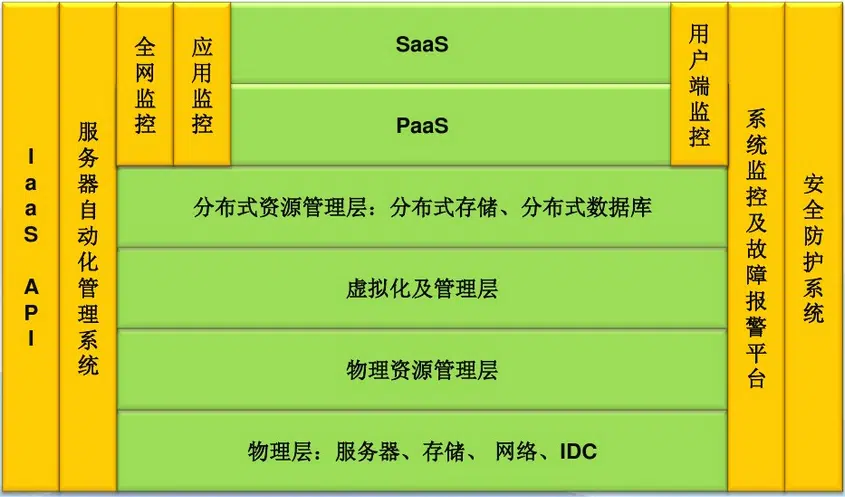 IaaS API
服务器自动化管理系统
全网监控
应用监控
SaaS
PaaS
用户端监控
系统监控及故障报警平台
安全防护系统
分布式资源管理层：分布式存储、分布式数据库
虚拟化及管理层
物理资源管理层
物理层：服务器、存储、 网络、IDC